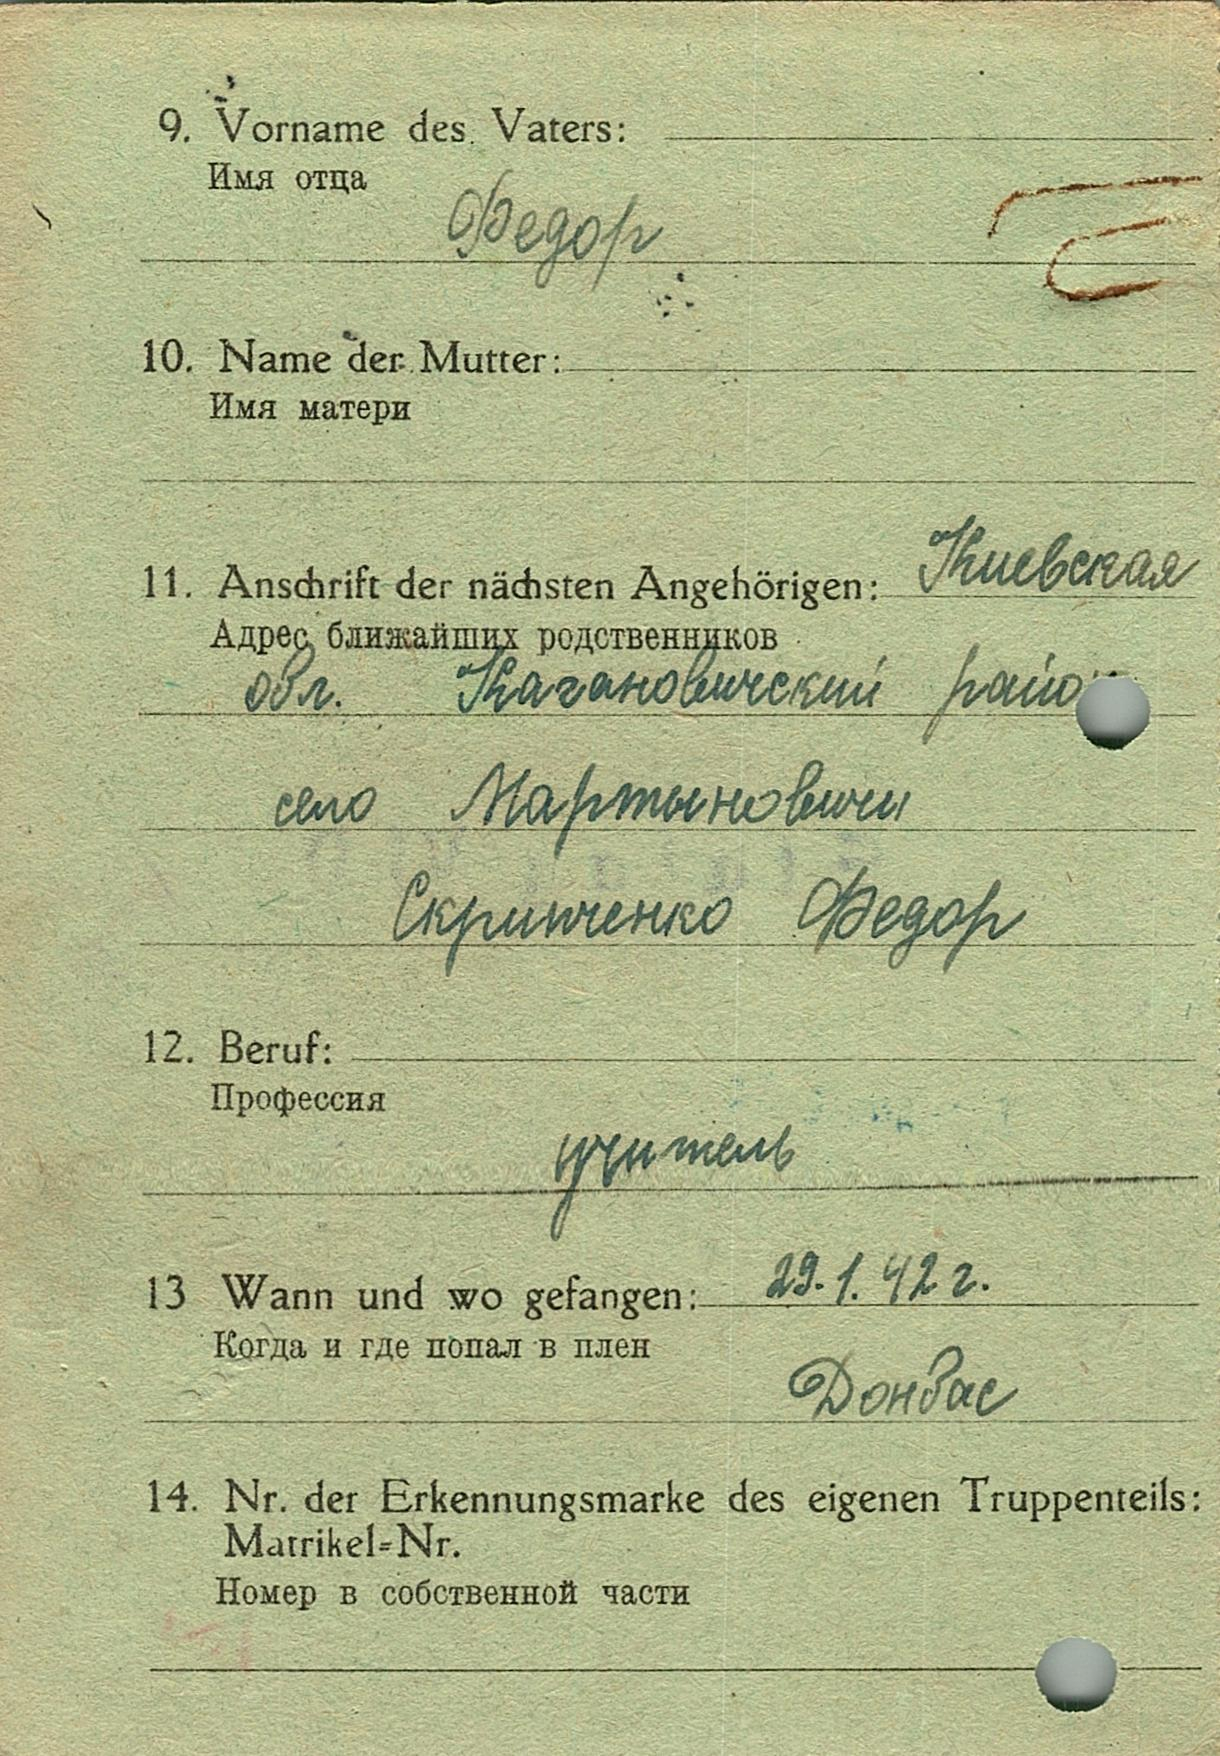 9. Vorname des Vaters:
Имя отца
Федор
10. Name der Mutter:
Имя матери
11. Anschrift der nächsten Angehörigen: Киевская
Адрес ближайших родственников
обл. Кагановичский район
село Мартыновичи
Скрипченко Федор
12. Beruf:
Профессия
учитель
13 Wann und wo gefangen: 29.1.42 г.
Когда и где попал в плен
Донбас
14. Nr. der Erkennungsmarke des eigenen Truppenteils:
Matrikel=Nr.
Номер в собственной части